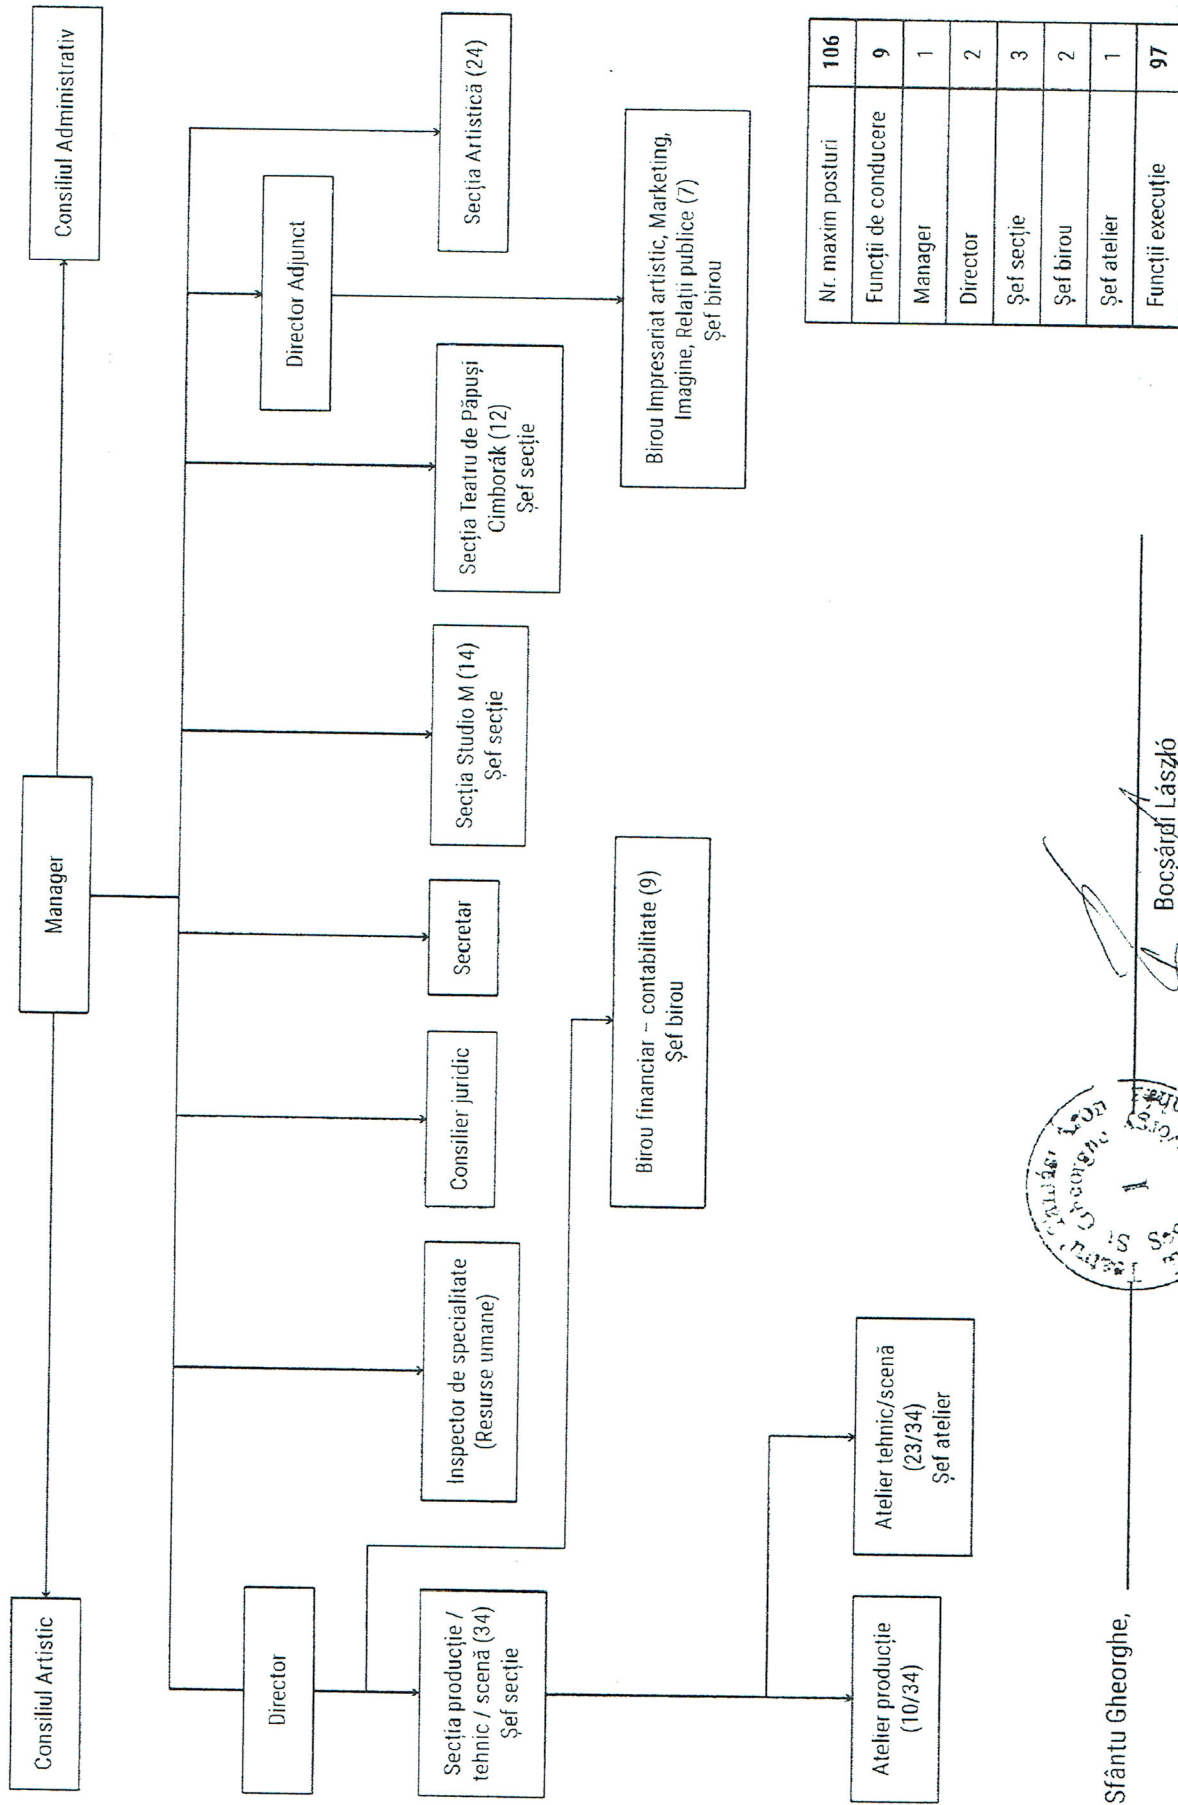 Consiliul Artistic
Manager
Consiliul Administrativ
Director
Director Adjunct
Secția producție /
tehnic / scenă (34)
Șef secție
Inspector de specialitate
(Resurse umane)
Consilier juridic
Secretar
Secția Studio M (14)
Șef secție
Secția Teatru de Păpuși
Cimborák (12)
Șef secție
Secția Artistică (24)
Birou financiar – contabilitate (9)
Șef birou
Birou Impresariat artistic, Marketing,
Imagine, Relații publice (7)
Șef birou
Atelier producție
(10/34)
Atelier tehnic/scenă
(23/34)
Șef atelier
Nr. maxim posturi 106
Funcții de conducere 9
Manager 1
Director 2
Șef secție 3
Șef birou 2
Șef atelier 1
Funcții execuție 97
Sfântu Gheorghe,
Bocsárdi László
1